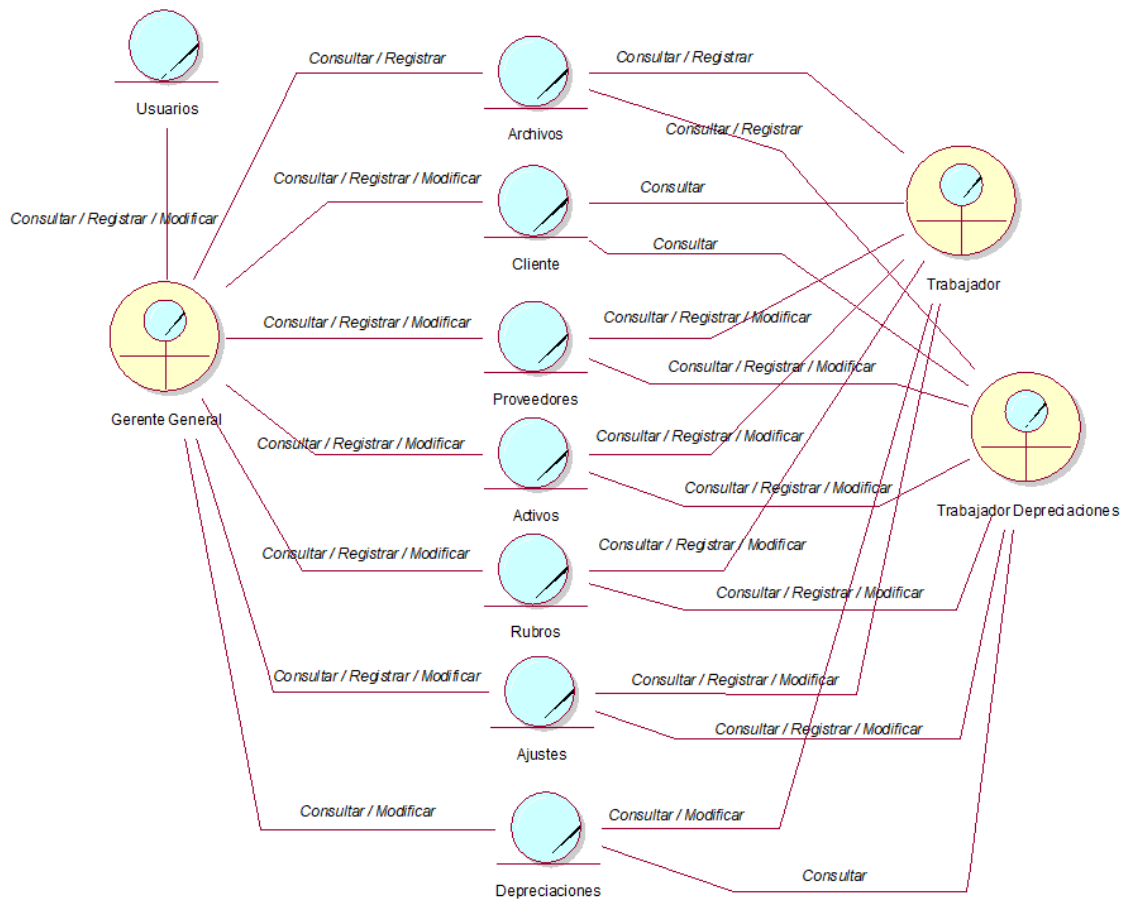 Usuarios
Consultar / Registrar
Consultar / Registrar
Archivos
Consultar / Registrar
Consultar / Registrar / Modificar
Consultar
Consultar / Registrar / Modificar
Consultar
Cliente
Trabajador
Consultar / Registrar / Modificar
Consultar / Registrar / Modificar
Consultar / Registrar / Modificar
Proveedores
Gerente General
Consultar / Registrar / Modificar
Consultar / Registrar / Modificar
Consultar / Registrar / Modificar
Activos
Trabajador Depreciaciones
Consultar / Registrar / Modificar
Consultar / Registrar / Modificar
Consultar / Registrar / Modificar
Rubros
Consultar / Registrar / Modificar
Consultar / Registrar / Modificar
Consultar / Registrar / Modificar
Ajustes
Consultar / Modificar
Consultar / Modificar
Consultar
Depreciaciones